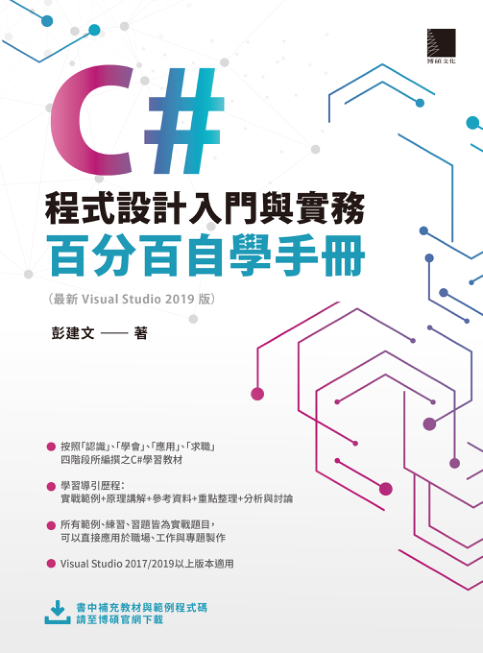 博碩文化
C#
程式設計入門與實務
百分百自學手冊
（最新 Visual Studio 2019 版）
彭建文 —— 著
按照「認識」、「學會」、「應用」、「求職」
四階段所編撰之C#學習教材
學習導引歷程：
實戰範例+原理講解+參考資料+重點整理+分析與討論
所有範例、練習、習題皆為實戰題目，
可以直接應用於職場、工作與專題製作
Visual Studio 2017/2019以上版本適用
書中補充教材與範例程式碼
請至博碩官網下載